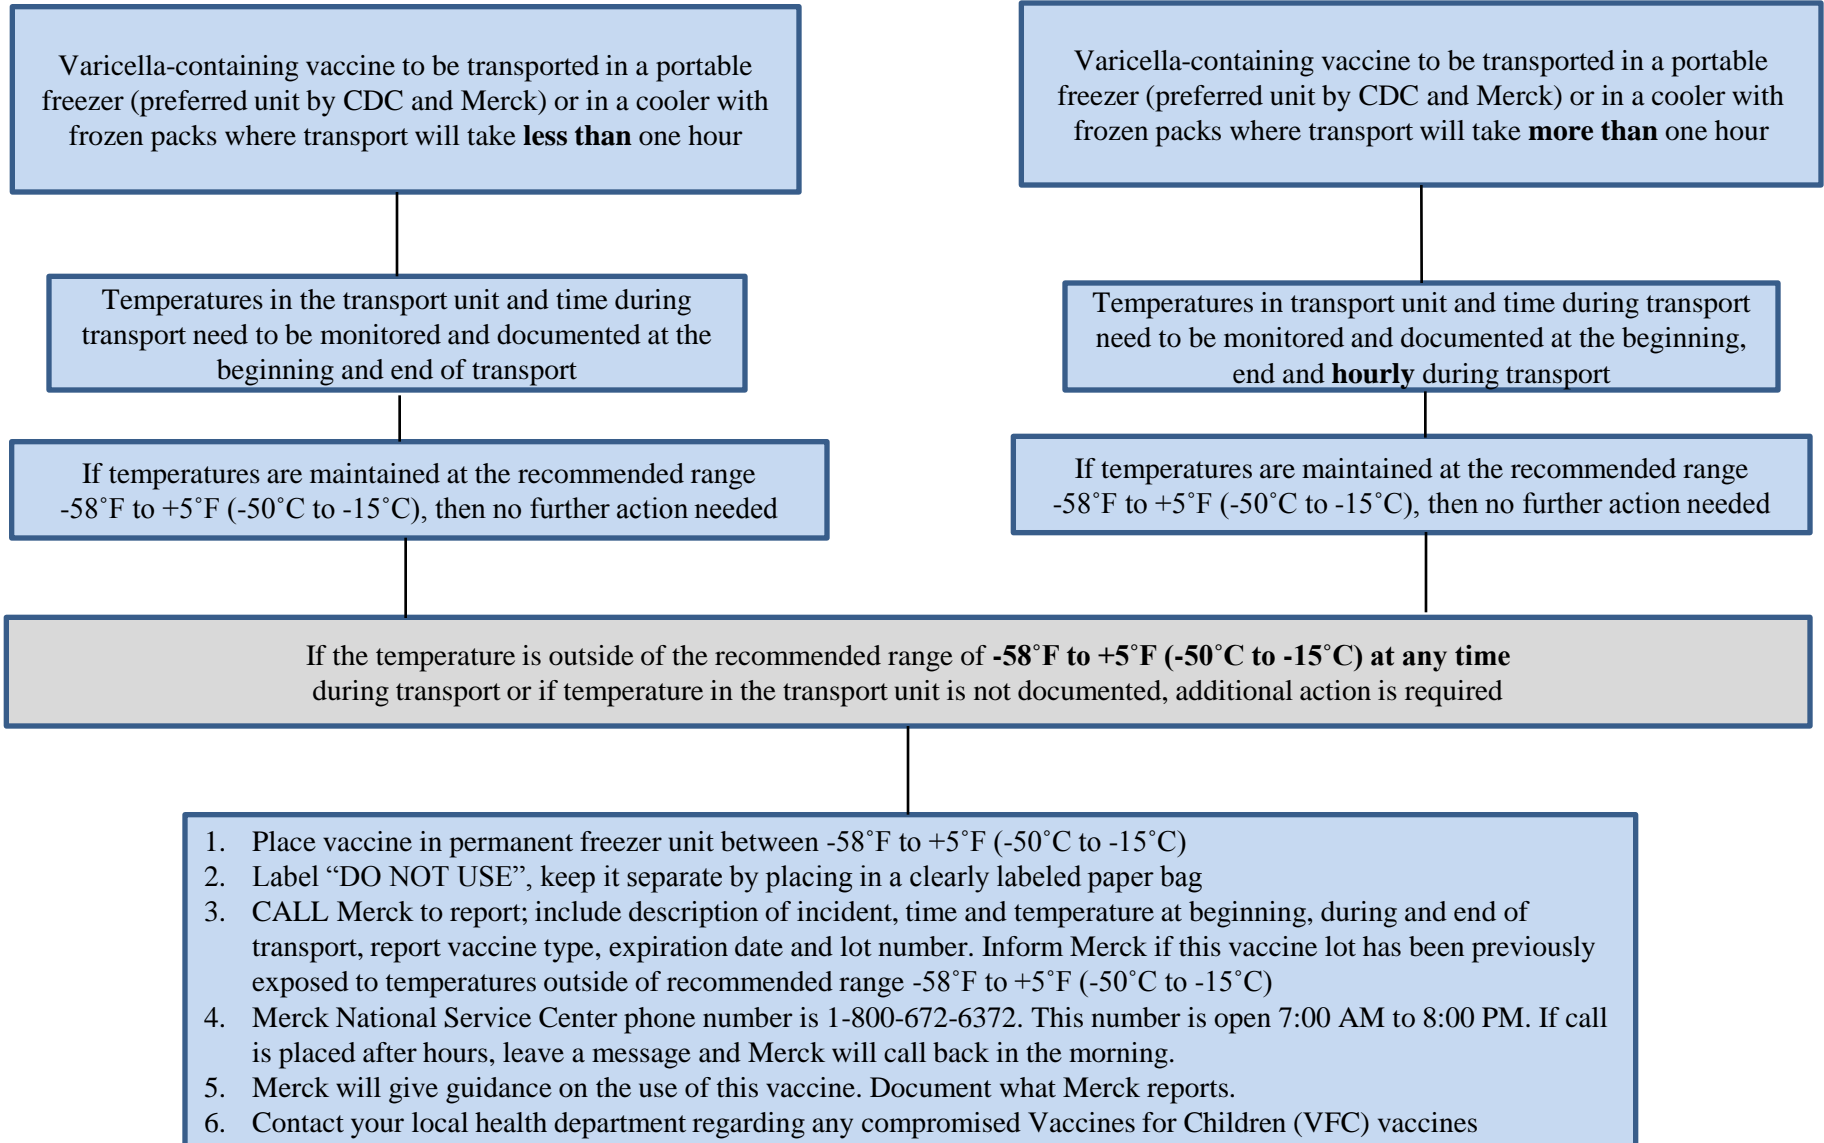 Varicella-containing vaccine to be transported in a portable
freezer (preferred unit by CDC and Merck) or in a cooler with
frozen packs where transport will take less than one hour
Varicella-containing vaccine to be transported in a portable
freezer (preferred unit by CDC and Merck) or in a cooler with
frozen packs where transport will take more than one hour
Temperatures in the transport unit and time during
transport need to be monitored and documented at the
beginning and end of transport
Temperatures in transport unit and time during transport
need to be monitored and documented at the beginning,
end and hourly during transport
If temperatures are maintained at the recommended range
-58˚F to +5˚F (-50˚C to -15˚C), then no further action needed
If temperatures are maintained at the recommended range
-58˚F to +5˚F (-50˚C to -15˚C), then no further action needed
If the temperature is outside of the recommended range of -58˚F to +5˚F (-50˚C to -15˚C) at any time
during transport or if temperature in the transport unit is not documented, additional action is required
1. Place vaccine in permanent freezer unit between -58˚F to +5˚F (-50˚C to -15˚C)
2. Label “DO NOT USE”, keep it separate by placing in a clearly labeled paper bag
3. CALL Merck to report; include description of incident, time and temperature at beginning, during and end of
transport, report vaccine type, expiration date and lot number. Inform Merck if this vaccine lot has been previously
exposed to temperatures outside of recommended range -58˚F to +5˚F (-50˚C to -15˚C)
4. Merck National Service Center phone number is 1-800-672-6372. This number is open 7:00 AM to 8:00 PM. If call
is placed after hours, leave a message and Merck will call back in the morning.
5. Merck will give guidance on the use of this vaccine. Document what Merck reports.
6. Contact your local health department regarding any compromised Vaccines for Children (VFC) vaccines